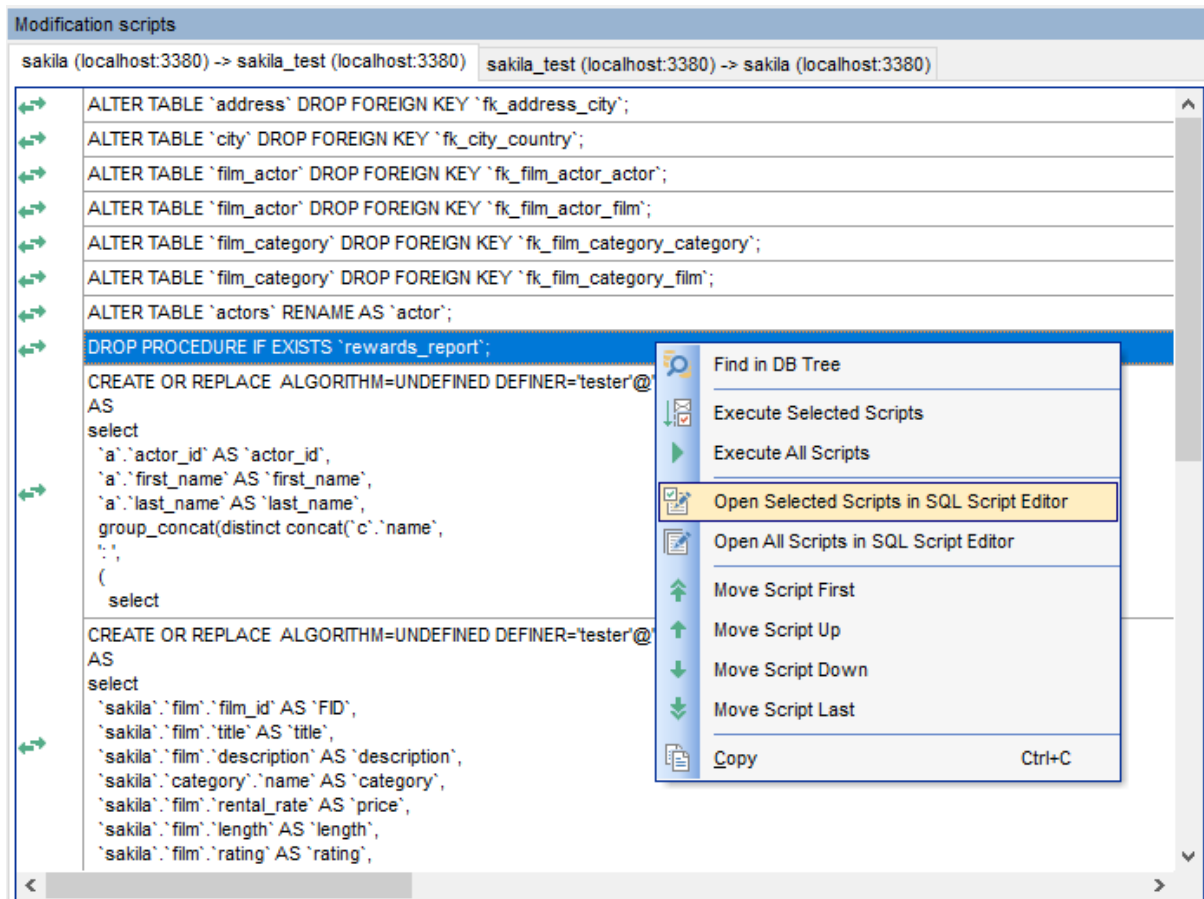 Modification scripts
sakila (localhost:3380) -> sakila_test (localhost:3380)
sakila_test (localhost:3380) -> sakila (localhost:3380)
ALTER TABLE `address` DROP FOREIGN KEY `fk_address_city`;
ALTER TABLE `city` DROP FOREIGN KEY `fk_city_country`;
ALTER TABLE `film_actor` DROP FOREIGN KEY `fk_film_actor_actor`;
ALTER TABLE `film_actor` DROP FOREIGN KEY `fk_film_actor_film`;
ALTER TABLE `film_category` DROP FOREIGN KEY `fk_film_category_category`;
ALTER TABLE `film_category` DROP FOREIGN KEY `fk_film_category_film`;
ALTER TABLE `actors` RENAME AS `actor`;
DROP PROCEDURE IF EXISTS `rewards_report`;
CREATE OR REPLACE  ALGORITHM=UNDEFINED DEFINER='tester'@'
AS
select
`a`.`actor_id` AS `actor_id`,
`a`.`first_name` AS `first_name`,
`a`.`last_name` AS `last_name`,
group_concat(distinct concat(`c`.`name`,
': ',
(
select
CREATE OR REPLACE  ALGORITHM=UNDEFINED DEFINER='tester'@'
AS
select
`sakila`.`film`.`film_id` AS `FID`,
`sakila`.`film`.`title` AS `title`,
`sakila`.`film`.`description` AS `description`,
`sakila`.`category`.`name` AS `category`,
`sakila`.`film`.`rental_rate` AS `price`,
`sakila`.`film`.`length` AS `length`,
`sakila`.`film`.`rating` AS `rating`,
Find in DB Tree
Execute Selected Scripts
Execute All Scripts
Open Selected Scripts in SQL Script Editor
Open All Scripts in SQL Script Editor
Move Script First
Move Script Up
Move Script Down
Move Script Last
Copy Ctrl+C